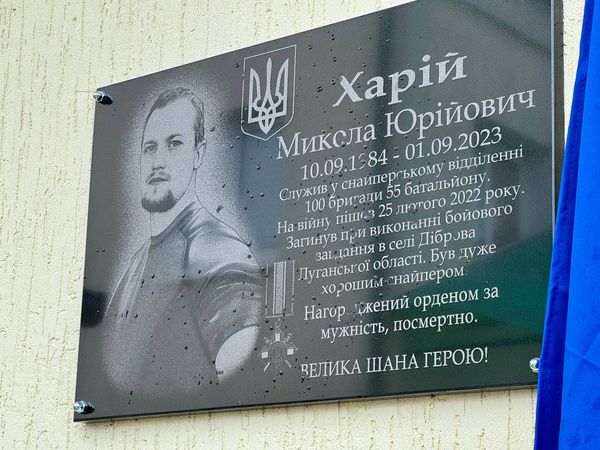 Харій
Микола Юрійович
10.09.1984 - 01.09.2023
Служив у снайперському відділенні
100 бригади 55 батальйону.
На війну пішов 25 лютого 2022 року.
Загинув при виконанні бойового
завдання в селі Діброва
Луганської області. Був дуже
хорошим снайпером.
Нагороджений орденом за
мужність, посмертно.
ВЕЛИКА ШАНА ГЕРОЮ!